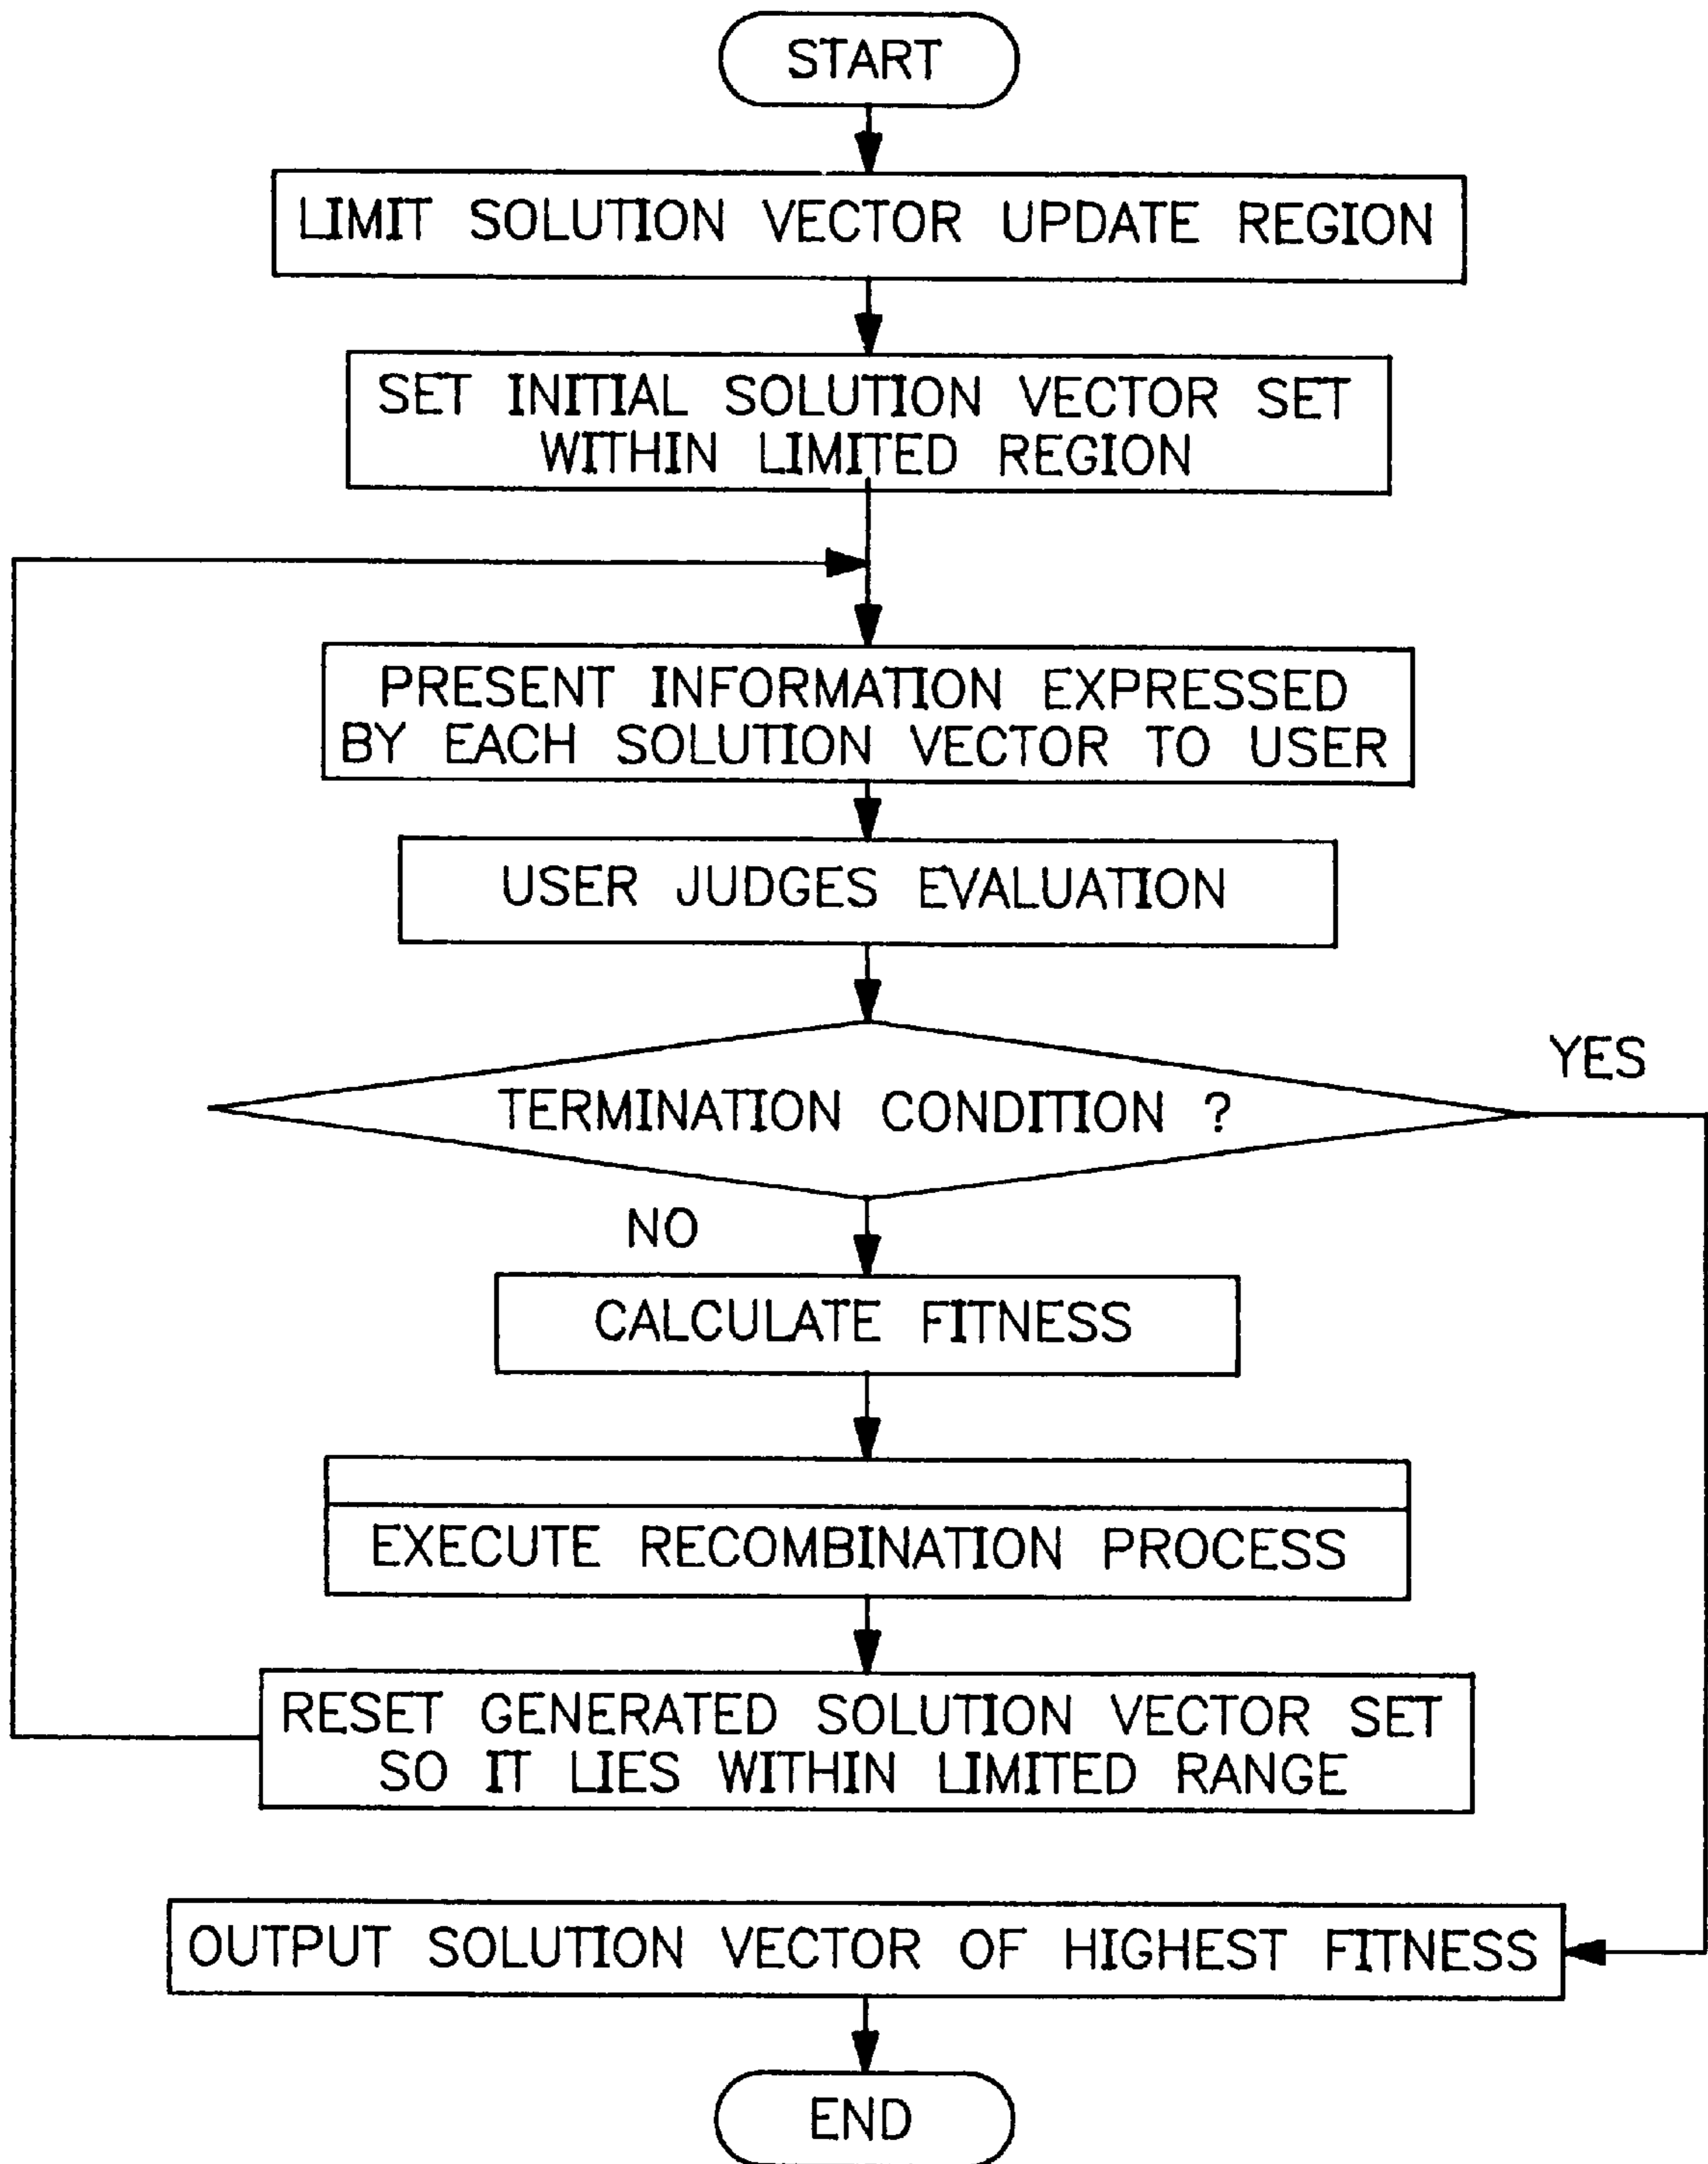 START
LIMIT SOLUTION VECTOR UPDATE REGION
SET INITIAL SOLUTION VECTOR SET
WITHIN LIMITED REGION
PRESENT INFORMATION EXPRESSED
BY EACH SOLUTION VECTOR TO USER
USER JUDGES EVALUATION
TERMINATION CONDITION ?
YES
NO
CALCULATE FITNESS
EXECUTE RECOMBINATION PROCESS
RESET GENERATED SOLUTION VECTOR SET
SO IT LIES WITHIN LIMITED RANGE
OUTPUT SOLUTION VECTOR OF HIGHEST FITNESS
END